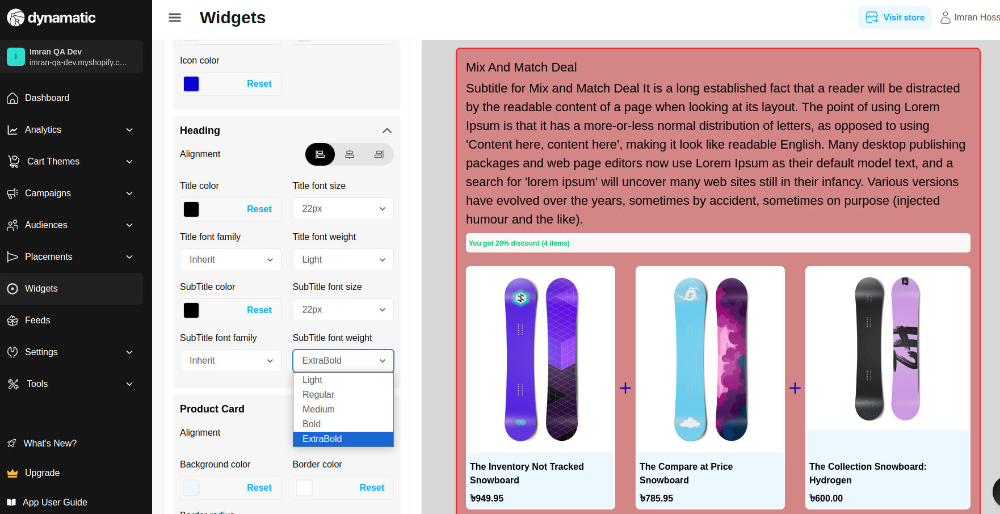 dynamatic
Widgets
Visit store
Imran Hoss
I
Imran QA Dev
imran-qa-dev.myshopify.c...
Dashboard
Analytics
Cart Themes
Campaigns
Audiences
Placements
Widgets
Feeds
Settings
Tools
What's New?
Upgrade
App User Guide
Icon color
Reset
Heading
Alignment
Title color
Title font size
Reset
22px
Title font family
Title font weight
Inherit
Light
SubTitle color
SubTitle font size
Reset
22px
SubTitle font family
SubTitle font weight
Inherit
ExtraBold
Light
Regular
Medium
Bold
ExtraBold
Product Card
Alignment
Background color
Border color
Reset
Reset
Border radius
Mix And Match Deal
Subtitle for Mix and Match Deal It is a long established fact that a reader will be distracted
by the readable content of a page when looking at its layout. The point of using Lorem
Ipsum is that it has a more-or-less normal distribution of letters, as opposed to using
'Content here, content here', making it look like readable English. Many desktop publishing
packages and web page editors now use Lorem Ipsum as their default model text, and a
search for 'lorem ipsum' will uncover many web sites still in their infancy. Various versions
have evolved over the years, sometimes by accident, sometimes on purpose (injected
humour and the like).
You got 20% discount (4 items)
+
+
The Inventory Not Tracked
Snowboard
৳949.95
The Compare at Price
Snowboard
৳785.95
The Collection Snowboard:
Hydrogen
৳600.00